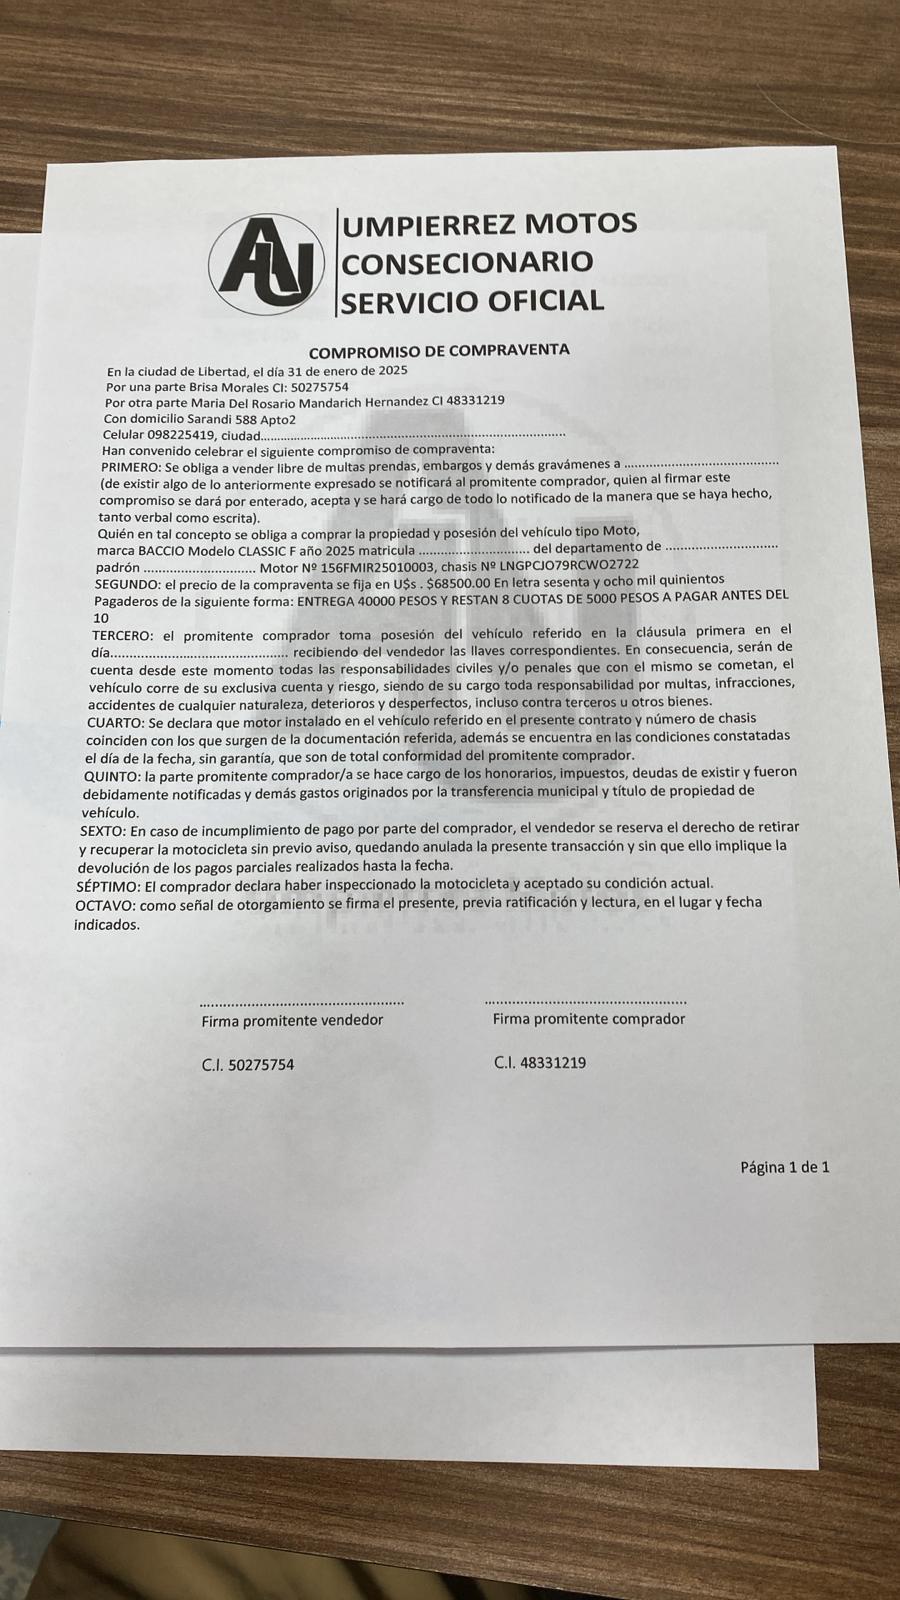 AU
UMPIERREZ MOTOS
CONSECIONARIO
SERVICIO OFICIAL
COMPROMISO DE COMPRAVENTA
En la ciudad de Libertad, el día 31 de enero de 2025
Por una parte Brisa Morales CI: 50275754
Por otra parte Maria Del Rosario Mandarich Hernandez CI 48331219
Con domicilio Sarandi 588 Apto2
Celular 098225419, ciudad....................................................................................
Han convenido celebrar el siguiente compromiso de compraventa:
PRIMERO: Se obliga a vender libre de multas prendas, embargos y demás gravámenes a ..........................................
(de existir algo de lo anteriormente expresado se notificará al promitente comprador, quien al firmar este
compromiso se dará por enterado, acepta y se hará cargo de todo lo notificado de la manera que se haya hecho,
tanto verbal como escrita).
Quién en tal concepto se obliga a comprar la propiedad y posesión del vehículo tipo Moto,
marca BACCIO Modelo CLASSIC F año 2025 matricula .............................. del departamento de ..............................
padrón .............................. Motor Nº 156FMIR25010003, chasis Nº LNGPCJO79RCWO2722
SEGUNDO: el precio de la compraventa se fija en U$s . $68500.00 En letra sesenta y ocho mil quinientos
Pagaderos de la siguiente forma: ENTREGA 40000 PESOS Y RESTAN 8 CUOTAS DE 5000 PESOS A PAGAR ANTES DEL
10
TERCERO: el promitente comprador toma posesión del vehículo referido en la cláusula primera en el
día............................................... recibiendo del vendedor las llaves correspondientes. En consecuencia, serán de
cuenta desde este momento todas las responsabilidades civiles y/o penales que con el mismo se cometan, el
vehículo corre de su exclusiva cuenta y riesgo, siendo de su cargo toda responsabilidad por multas, infracciones,
accidentes de cualquier naturaleza, deterioros y desperfectos, incluso contra terceros u otros bienes.
CUARTO: Se declara que motor instalado en el vehículo referido en el presente contrato y número de chasis
coinciden con los que surgen de la documentación referida, además se encuentra en las condiciones constatadas
el día de la fecha, sin garantía, que son de total conformidad del promitente comprador.
QUINTO: la parte promitente comprador/a se hace cargo de los honorarios, impuestos, deudas de existir y fueron
debidamente notificadas y demás gastos originados por la transferencia municipal y título de propiedad de
vehículo.
SEXTO: En caso de incumplimiento de pago por parte del comprador, el vendedor se reserva el derecho de retirar
y recuperar la motocicleta sin previo aviso, quedando anulada la presente transacción y sin que ello implique la
devolución de los pagos parciales realizados hasta la fecha.
SÉPTIMO: El comprador declara haber inspeccionado la motocicleta y aceptado su condición actual.
OCTAVO: como señal de otorgamiento se firma el presente, previa ratificación y lectura, en el lugar y fecha
indicados.
Firma promitente vendedor
Firma promitente comprador
C.I. 50275754
C.I. 48331219
Página 1 de 1